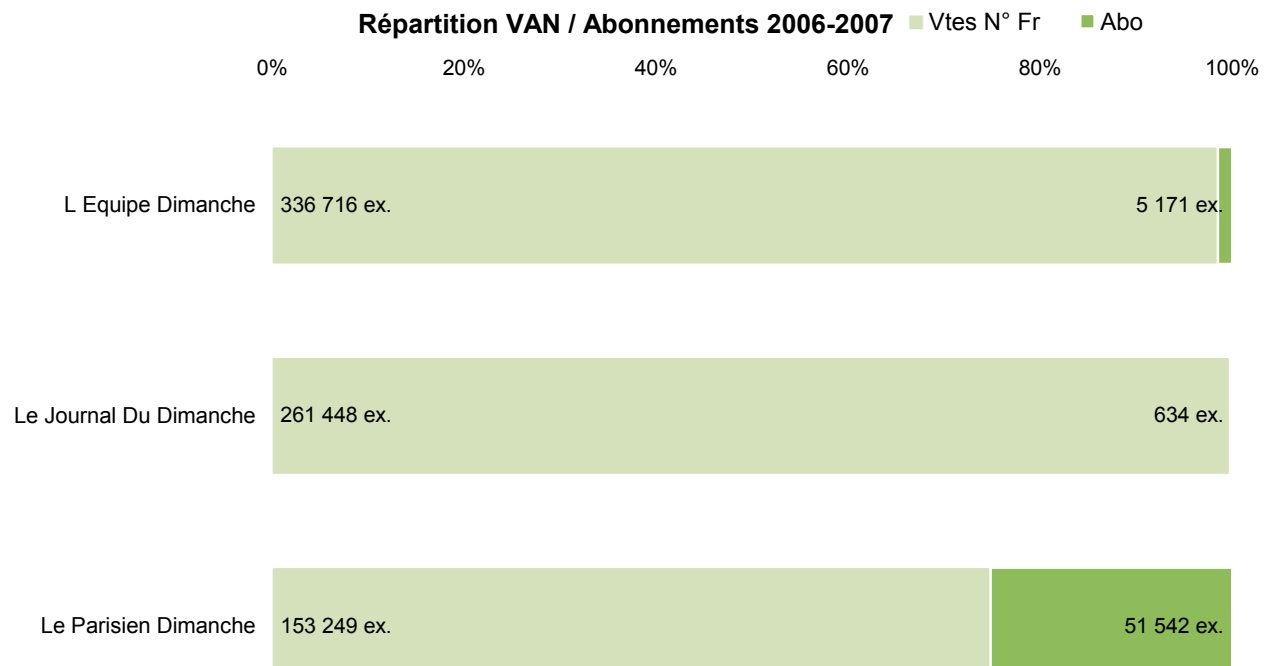 Répartition VAN / Abonnements 2006-2007 Vtes N° Fr Abo
0% 20% 40% 60% 80% 100%
L Equipe Dimanche 336 716 ex. 5 171 ex.
Le Journal Du Dimanche 261 448 ex. 634 ex.
Le Parisien Dimanche 153 249 ex. 51 542 ex.